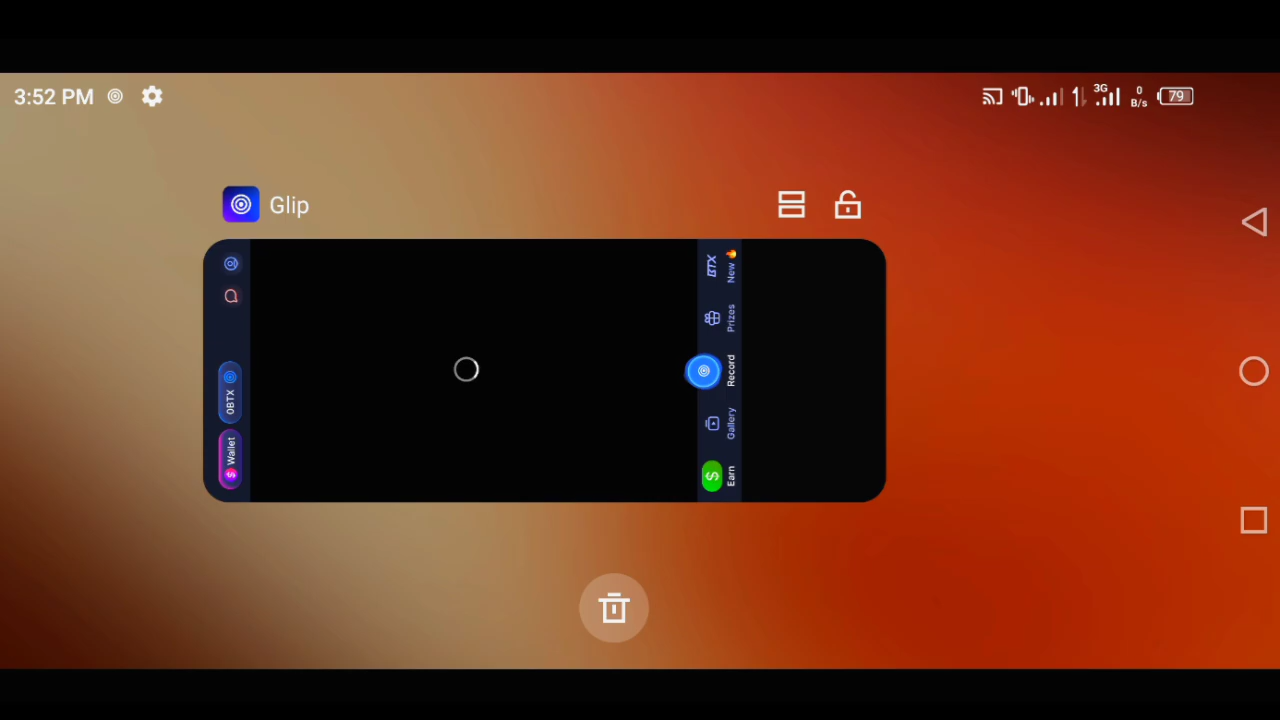 3:52 PM
3G
0
B/s
79
Glip
BTX
New
Prizes
Record
Gallery
Earn
0BTX
Wallet